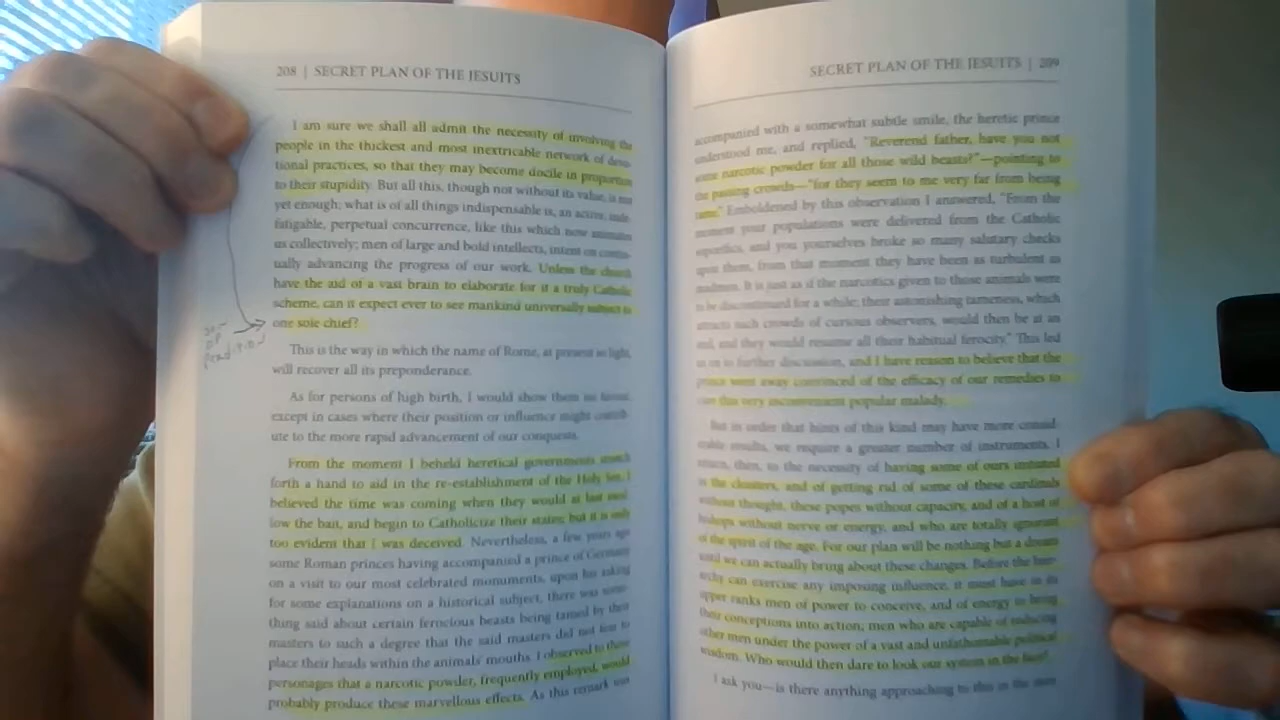 208 | SECRET PLAN OF THE JESUITS
I am sure we shall all admit the necessity of involving the
people in the thickest and most inextricable network of devo-
tional practices, so that they may become docile in proportion
to their stupidity. But all this, though not without its value, is not
yet enough; what is of all things indispensable is, an active, inde-
fatigable, perpetual concurrence, like this which now animates
us collectively; men of large and bold intellects, intent on contin-
ually advancing the progress of our work. Unless the church
have the aid of a vast brain to elaborate for it a truly Catholic
scheme, can it expect ever to see mankind universally subject to
one sole chief?
This is the way in which the name of Rome, at present so light,
will recover all its preponderance.
As for persons of high birth, I would show them no favour,
except in cases where their position or influence might contrib-
ute to the more rapid advancement of our conquests.
From the moment I beheld heretical governments stretch
forth a hand to aid in the re-establishment of the Holy See, I
believed the time was coming when they would at last swal-
low the bait, and begin to Catholicize their states; but it is only
too evident that I was deceived. Nevertheless, a few years ago
some Roman princes having accompanied a prince of Germany
on a visit to our most celebrated monuments, upon his asking
for some explanations on a historical subject, there was some-
thing said about certain ferocious beasts being tamed by their
masters to such a degree that the said masters did not fear to
place their heads within the animals' mouths. I observed to these
personages that a narcotic powder, frequently employed, would
probably produce these marvellous effects. As this remark was
SECRET PLAN OF THE JESUITS | 209
accompanied with a somewhat subtle smile, the heretic prince
understood me, and replied, "Reverend father, have you not
some narcotic powder for all those wild beasts?"—pointing to
the passing crowds—"for they seem to me very far from being
tame." Emboldened by this observation I answered, "From the
moment your populations were delivered from the Catholic
soporifics, and you yourselves broke so many salutary checks
upon them, from that moment they have been as turbulent as
madmen. It is just as if the narcotics given to those animals were
to be discontinued for a while; their astonishing tameness, which
attracts such crowds of curious observers, would then be at an
end, and they would resume all their habitual ferocity." This led
us on to further discussion, and I have reason to believe that the
prince went away convinced of the efficacy of our remedies to
cure this very inconvenient popular malady.
But in order that hints of this kind may have more consid-
erable results, we require a greater number of instruments. I
return, then, to the necessity of having some of ours initiated
in the cloisters, and of getting rid of some of these cardinals
without thought, these popes without capacity, and of a host of
bishops without nerve or energy, and who are totally ignorant
of the spirit of the age. For our plan will be nothing but a dream
until we can actually bring about these changes. Before the hier-
archy can exercise any imposing influence, it must have in its
upper ranks men of power to conceive, and of energy to bring
their conceptions into action; men who are capable of reducing
other men under the power of a vast and unfathomable political
wisdom. Who would then dare to look our system in the face?
I ask you—is there anything approaching to this in the